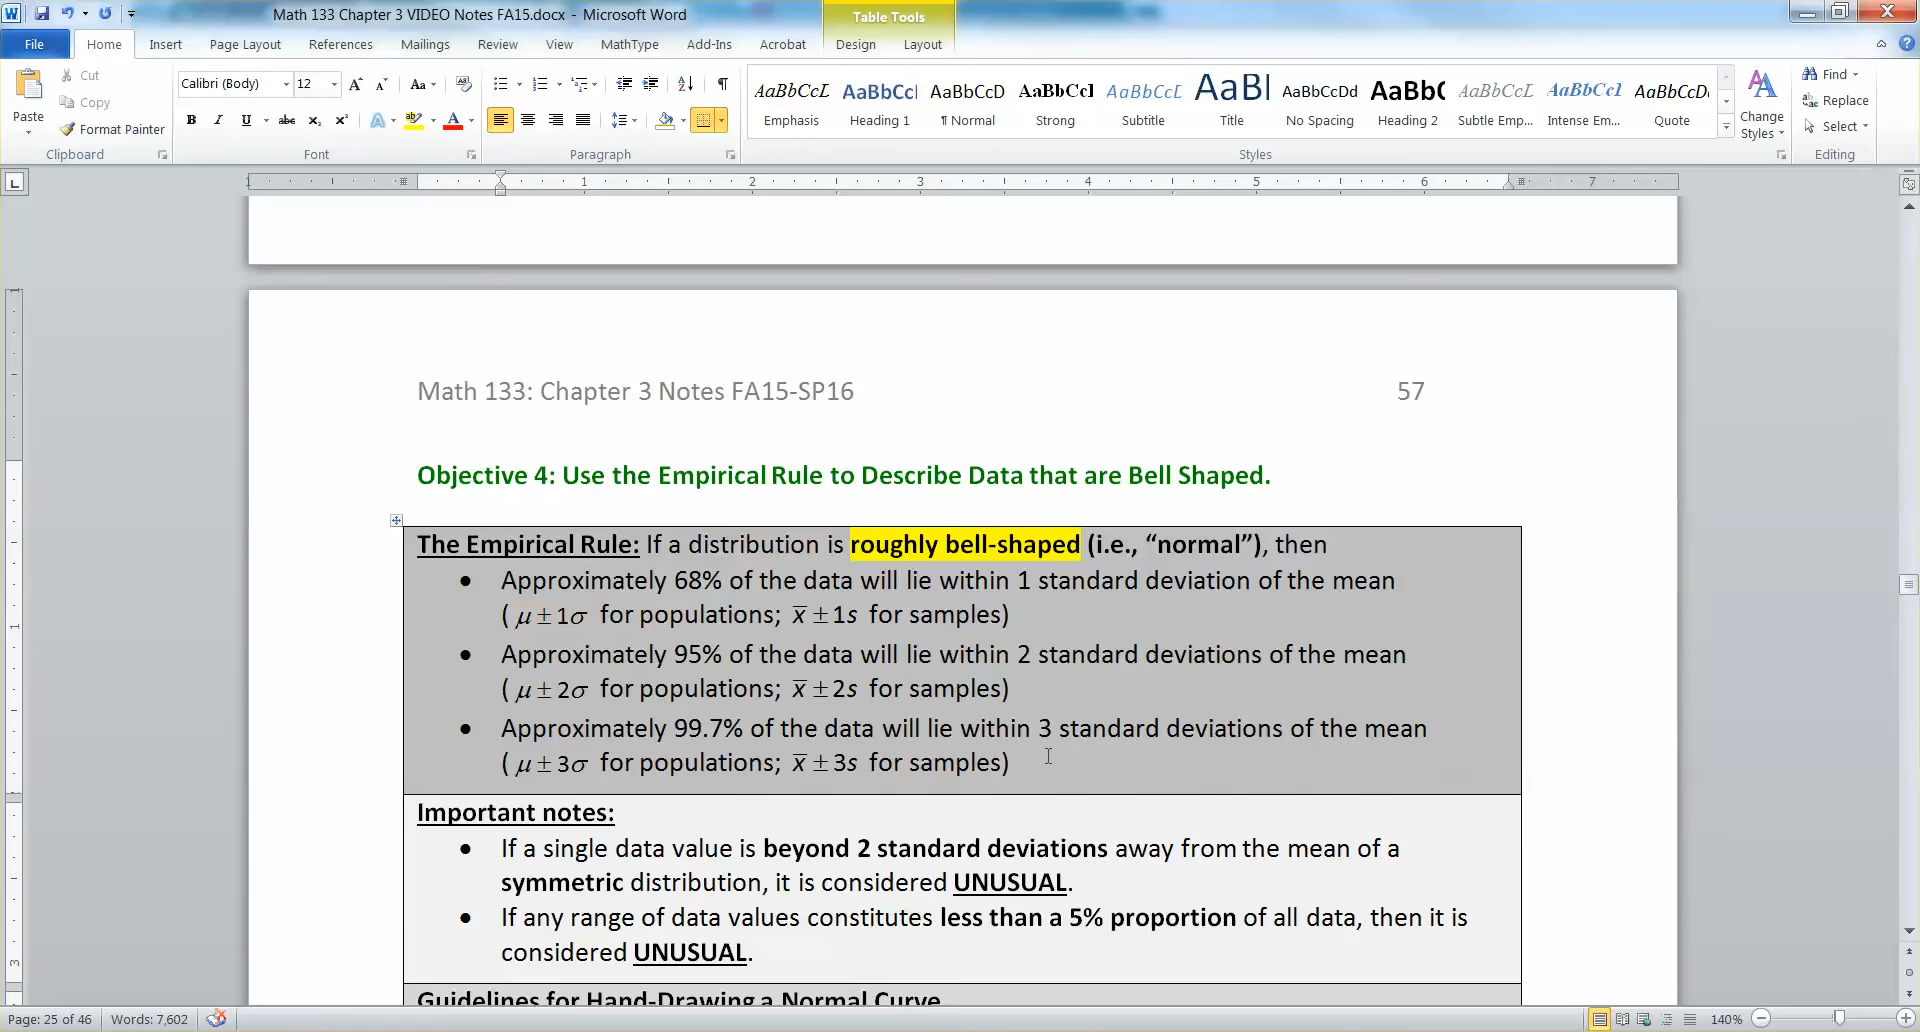 Math 133 Chapter 3 VIDEO Notes FA15.docx - Microsoft Word
Table Tools
File Home Insert Page Layout References Mailings Review View MathType Add-Ins Acrobat Design Layout
Paste
Cut
Copy
Format Painter
Clipboard
Calibri (Body) 12
Font
Paragraph
AaBbCcL AaBbCcI AaBbCcD AaBbCcI AaBbCcL AaBI AaBbCcDd AaBbC AaBbCcL AaBbCcI AaBbCcD
Emphasis Heading 1 ¶ Normal Strong Subtitle Title No Spacing Heading 2 Subtle Emp... Intense Em... Quote
Styles
Change
Styles
Find
Replace
Select
Editing
1 1 2 3 4 5 6 7
Math 133: Chapter 3 Notes FA15-SP16 57
Objective 4: Use the Empirical Rule to Describe Data that are Bell Shaped.
The Empirical Rule: If a distribution is roughly bell-shaped (i.e., “normal”), then
• Approximately 68% of the data will lie within 1 standard deviation of the mean
( μ ± 1σ for populations; x̅ ± 1s for samples)
• Approximately 95% of the data will lie within 2 standard deviations of the mean
( μ ± 2σ for populations; x̅ ± 2s for samples)
• Approximately 99.7% of the data will lie within 3 standard deviations of the mean
( μ ± 3σ for populations; x̅ ± 3s for samples)
Important notes:
• If a single data value is beyond 2 standard deviations away from the mean of a
symmetric distribution, it is considered UNUSUAL.
• If any range of data values constitutes less than a 5% proportion of all data, then it is
considered UNUSUAL.
Guidelines for Hand-Drawing a Normal Curve
Page: 25 of 46 Words: 7,602 140%